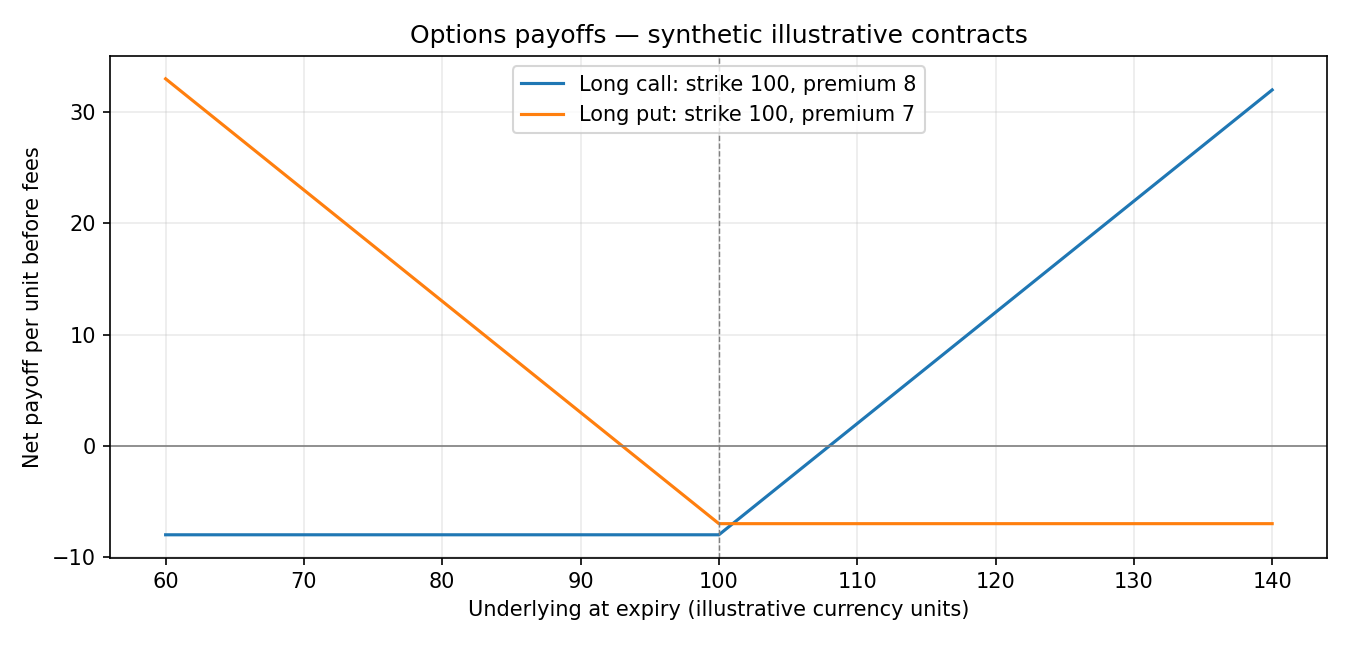 Options payoffs — synthetic illustrative contracts
Long call: strike 100, premium 8
Long put: strike 100, premium 7
Net payoff per unit before fees
30
20
10
0
−10
60 70 80 90 100 110 120 130 140
Underlying at expiry (illustrative currency units)